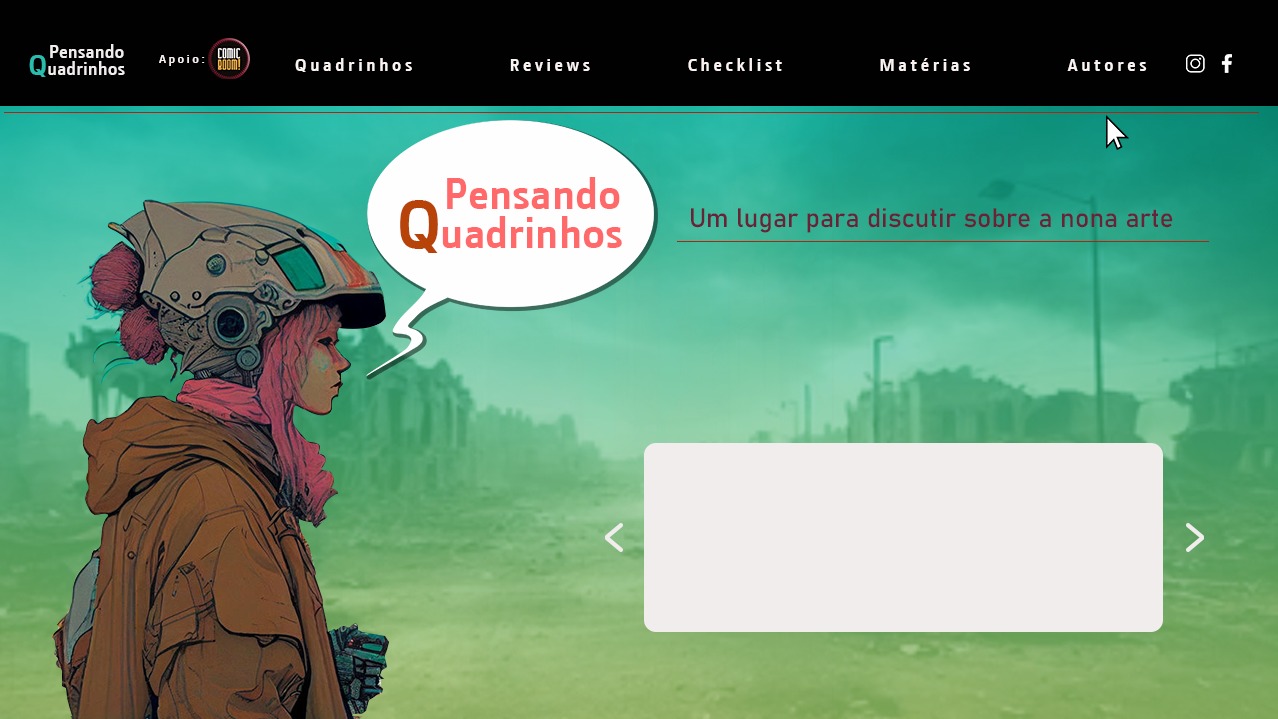 Pensando
Quadrinhos
Apoio:
COMIC
BOOM!
Quadrinhos
Reviews
Checklist
Matérias
Autores
Pensando
Quadrinhos
Um lugar para discutir sobre a nona arte